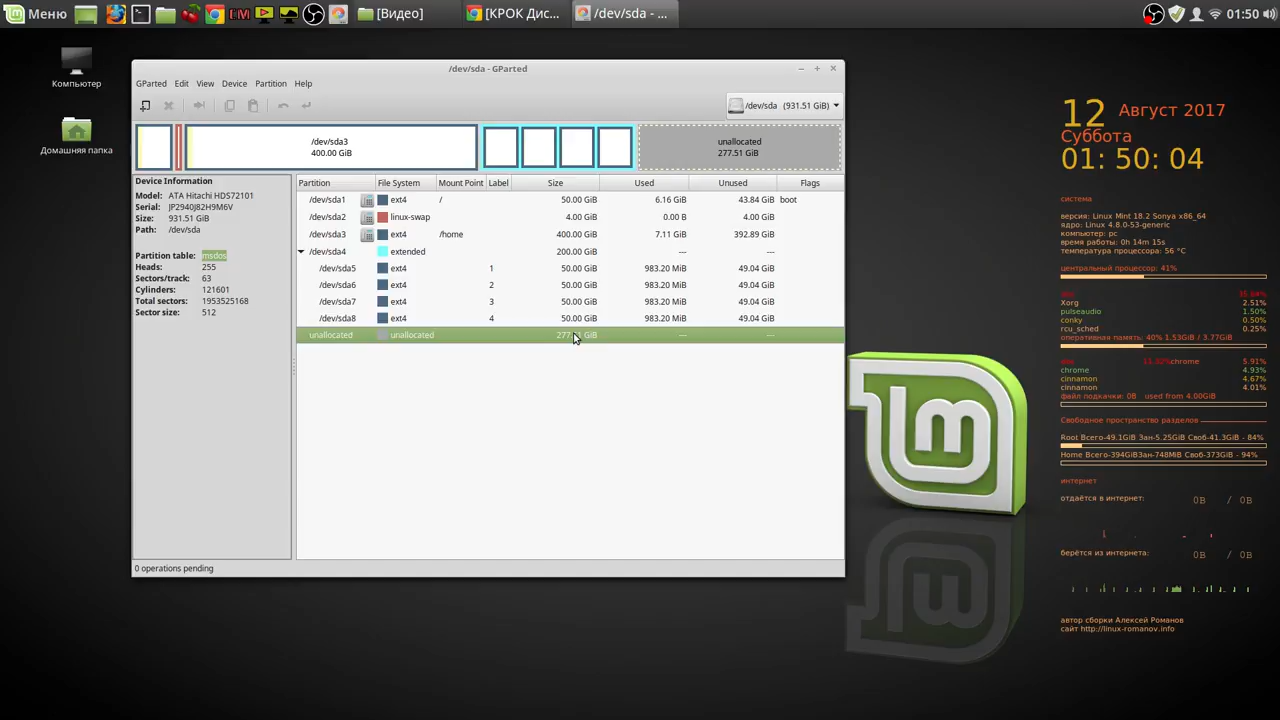 Меню
[Видео]
[КРОК Дис...
/dev/sda - ...
01:50
Компьютер
Домашняя папка
/dev/sda - GParted
GParted Edit View Device Partition Help
/dev/sda (931.51 GiB)
/dev/sda3
400.00 GiB
unallocated
277.51 GiB
Device Information
Model: ATA Hitachi HDS72101
Serial: JP2940J82H9M6V
Size: 931.51 GiB
Path: /dev/sda
Partition table: msdos
Heads: 255
Sectors/track: 63
Cylinders: 121601
Total sectors: 1953525168
Sector size: 512
Partition File System Mount Point Label Size Used Unused Flags
/dev/sda1 ext4 / 50.00 GiB 6.16 GiB 43.84 GiB boot
/dev/sda2 linux-swap 4.00 GiB 0.00 B 4.00 GiB
/dev/sda3 ext4 /home 400.00 GiB 7.11 GiB 392.89 GiB
/dev/sda4 extended 200.00 GiB --- ---
/dev/sda5 ext4 1 50.00 GiB 983.20 MiB 49.04 GiB
/dev/sda6 ext4 2 50.00 GiB 983.20 MiB 49.04 GiB
/dev/sda7 ext4 3 50.00 GiB 983.20 MiB 49.04 GiB
/dev/sda8 ext4 4 50.00 GiB 983.20 MiB 49.04 GiB
unallocated unallocated GiB --- ---
0 operations pending
12 Август 2017
Суббота
01: 50: 04
система
версия: Linux Mint 18.2 Sonya x86_64
ядро: Linux 4.8.0-53-generic
компьютер: pc
время работы: 0h 14m 15s
температура процессора: 56 °C
центральный процессор: 41%
Xorg 2.50%
pulseaudio 1.50%
conky 0.50%
rcu_sched 0.25%
оперативная память: 40% 1.53GiB / 3.77GiB
chrome 5.91%
chrome 4.93%
cinnamon 4.67%
cinnamon 4.01%
файл подкачки: 0B used from 4.00GiB
Свободное пространство разделов
Root Всего-49.1GiB Зан-5.25GiB Своб-41.3GiB - 84%
Home Всего-394GiBЗан-748MiB Своб-373GiB - 94%
интернет
отдаётся в интернет: 0B / 0B
берётся из интернета: 0B / 0B
автор сборки Алексей Романов
сайт http://linux-romanov.info